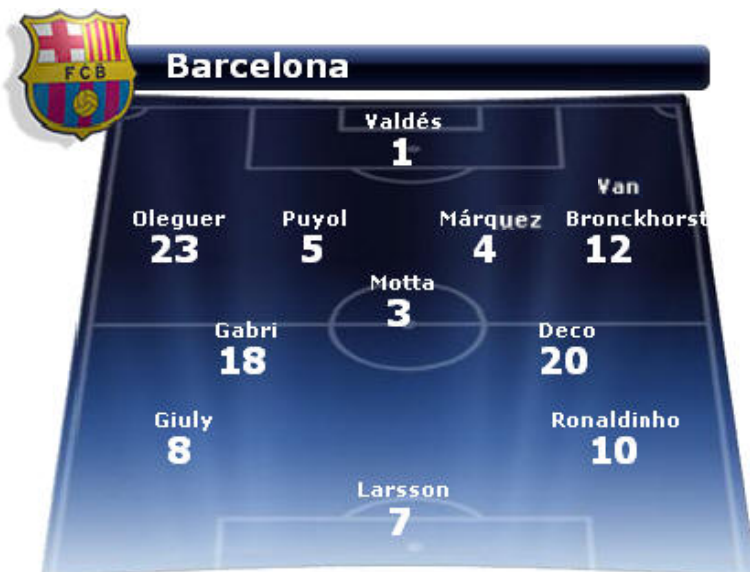 FCB
Barcelona
Valdés
1
Van
Oleguer Puyol Márquez Bronckhorst
23 5 4 12
Motta
3
Gabri Deco
18 20
Giuly Ronaldinho
8 10
Larsson
7